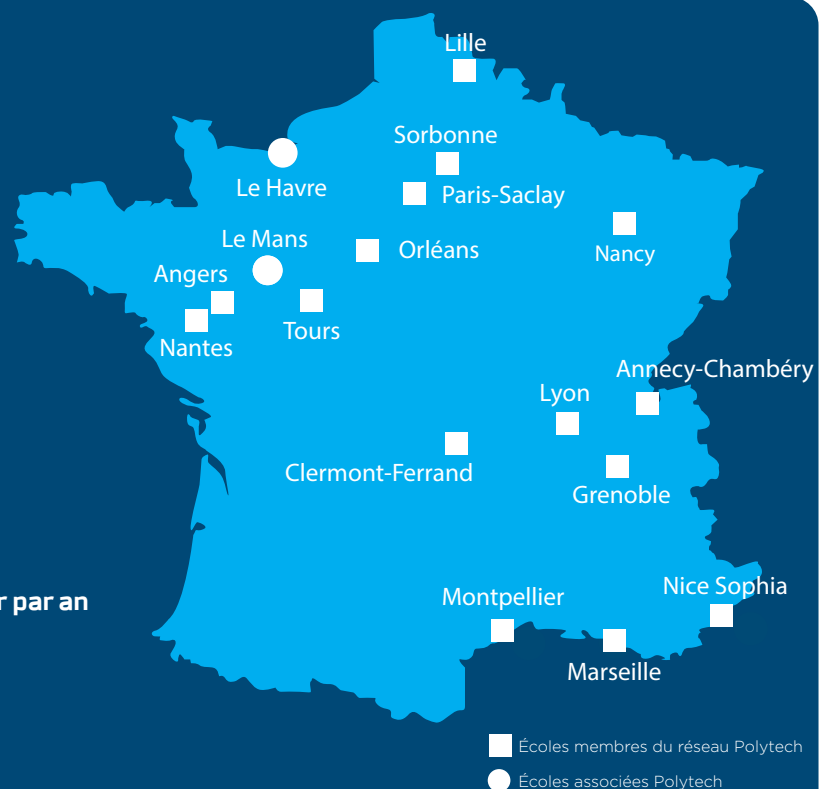 Lille
Sorbonne
Le Havre
Paris-Saclay
Le Mans
Orléans
Nancy
Angers
Tours
Nantes
Annecy-Chambéry
Lyon
Clermont-Ferrand
Grenoble
r par an
Montpellier
Nice Sophia
Marseille
Écoles membres du réseau Polytech
Écoles associées Polytech